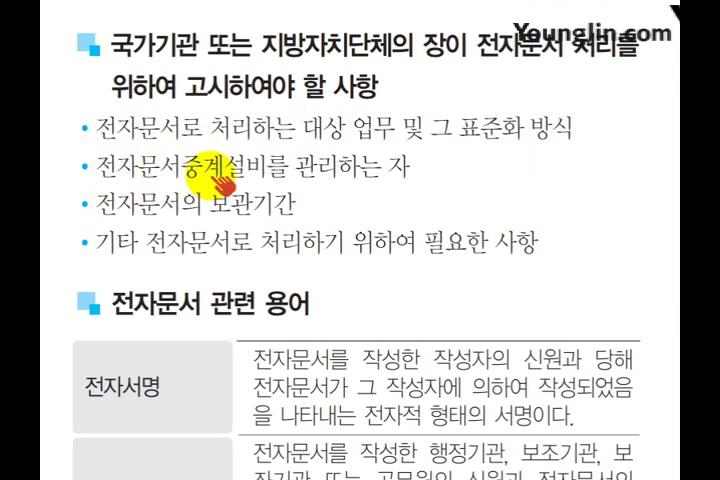 Younglin.com
국가기관 또는 지방자치단체의 장이 전자문서 처리를
위하여 고시하여야 할 사항
• 전자문서로 처리하는 대상 업무 및 그 표준화 방식
• 전자문서중계설비를 관리하는 자
• 전자문서의 보관기간
• 기타 전자문서로 처리하기 위하여 필요한 사항
전자문서 관련 용어
전자서명
전자문서를 작성한 작성자의 신원과 당해
전자문서가 그 작성자에 의하여 작성되었음
을 나타내는 전자적 형태의 서명이다.
전자문서를 작성한 행정기관, 보조기관, 보